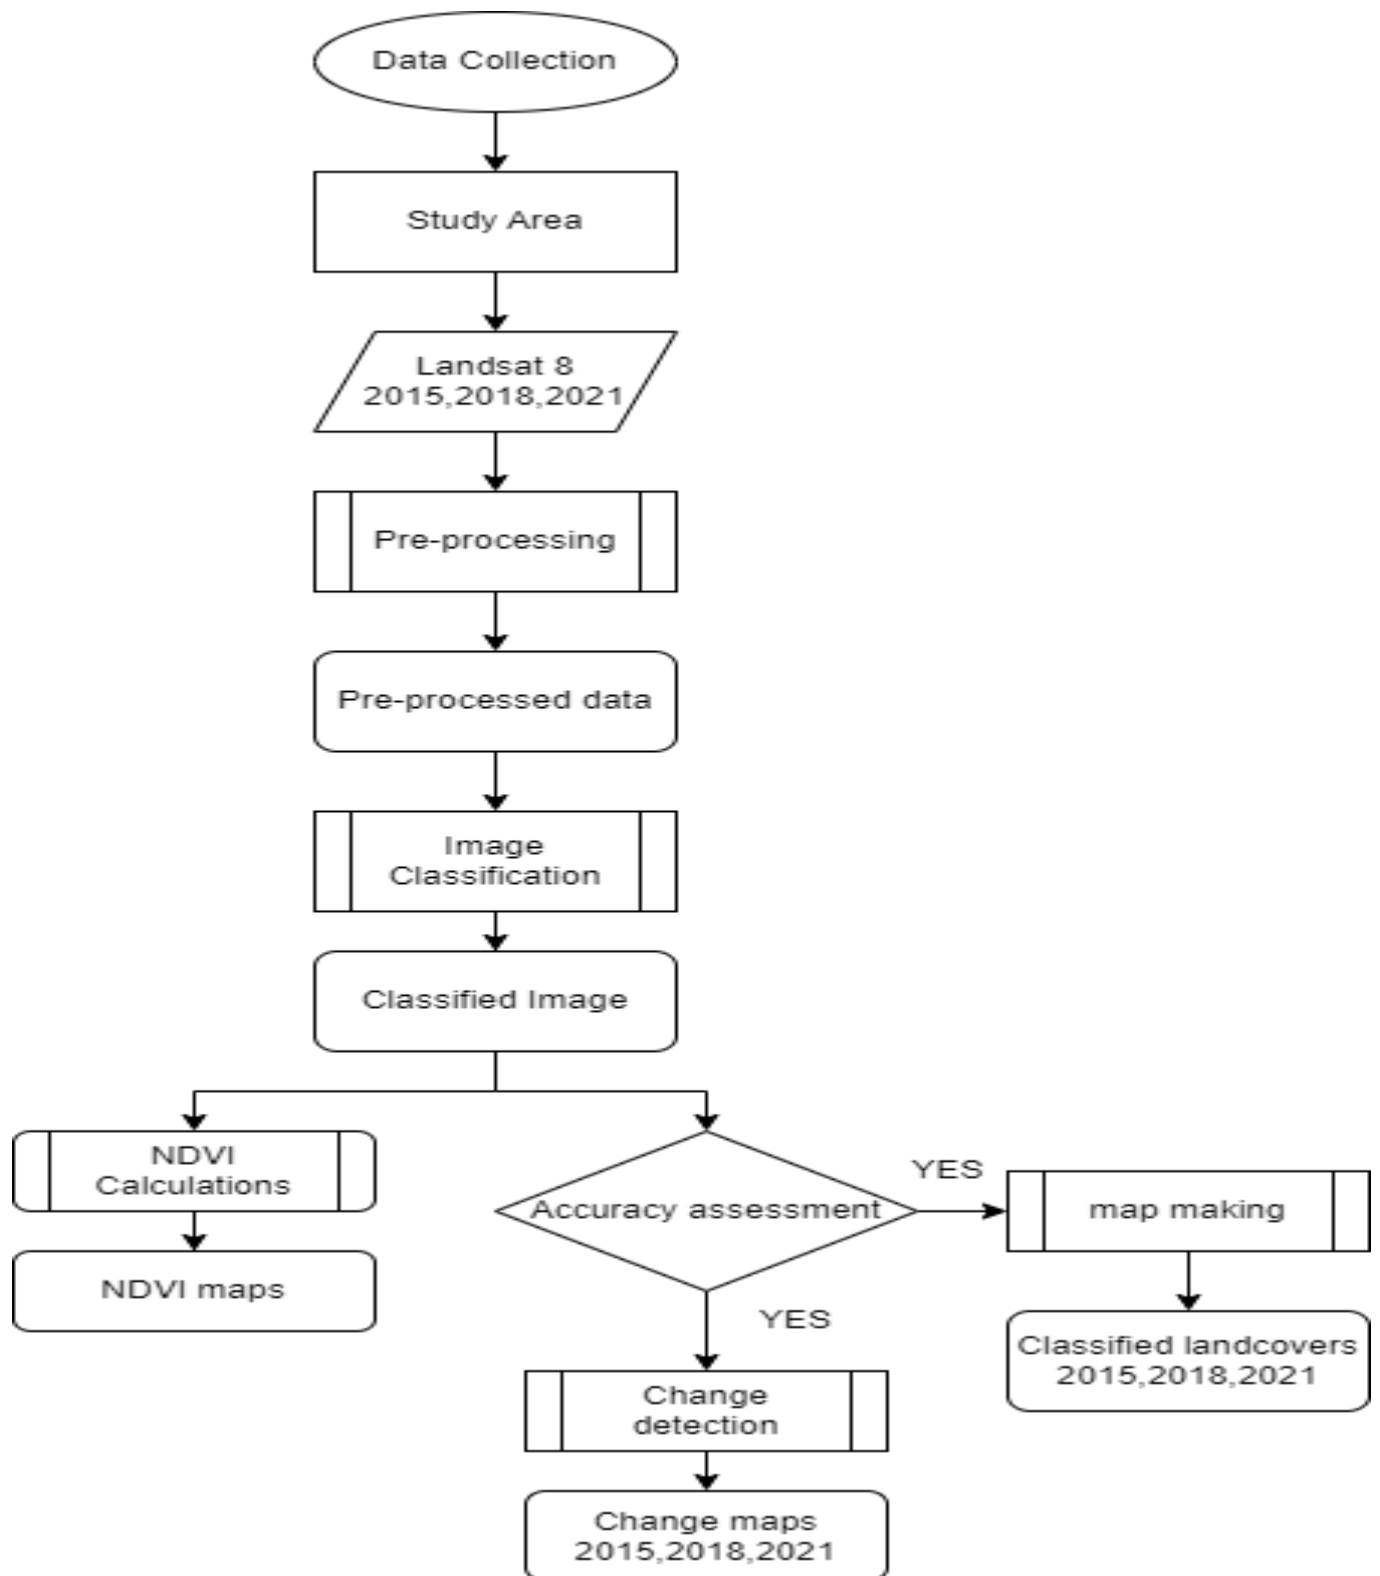 Data Collection
Study Area
Landsat 8
2015,2018,2021
Pre-processing
Pre-processed data
Image
Classification
Classified Image
NDVI
Calculations
NDVI maps
Accuracy assessment
YES
map making
Classified landcovers
2015,2018,2021
YES
Change
detection
Change maps
2015,2018,2021